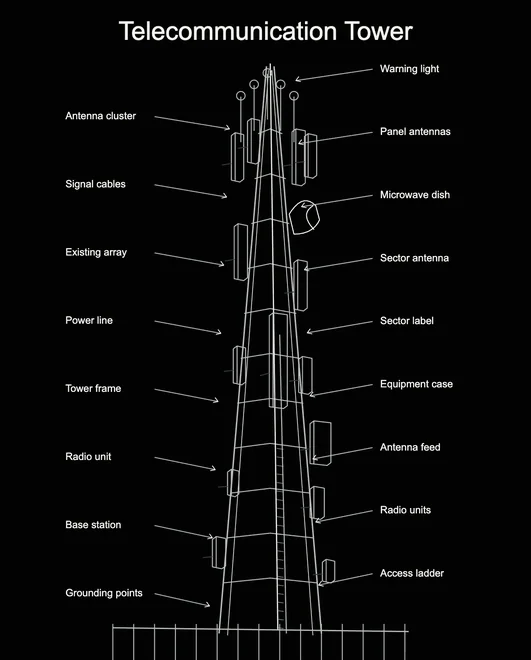 Telecommunication Tower
Warning light
Antenna cluster
Panel antennas
Signal cables
Microwave dish
Existing array
Sector antenna
Power line
Sector label
Tower frame
Equipment case
Radio unit
Antenna feed
Base station
Radio units
Grounding points
Access ladder